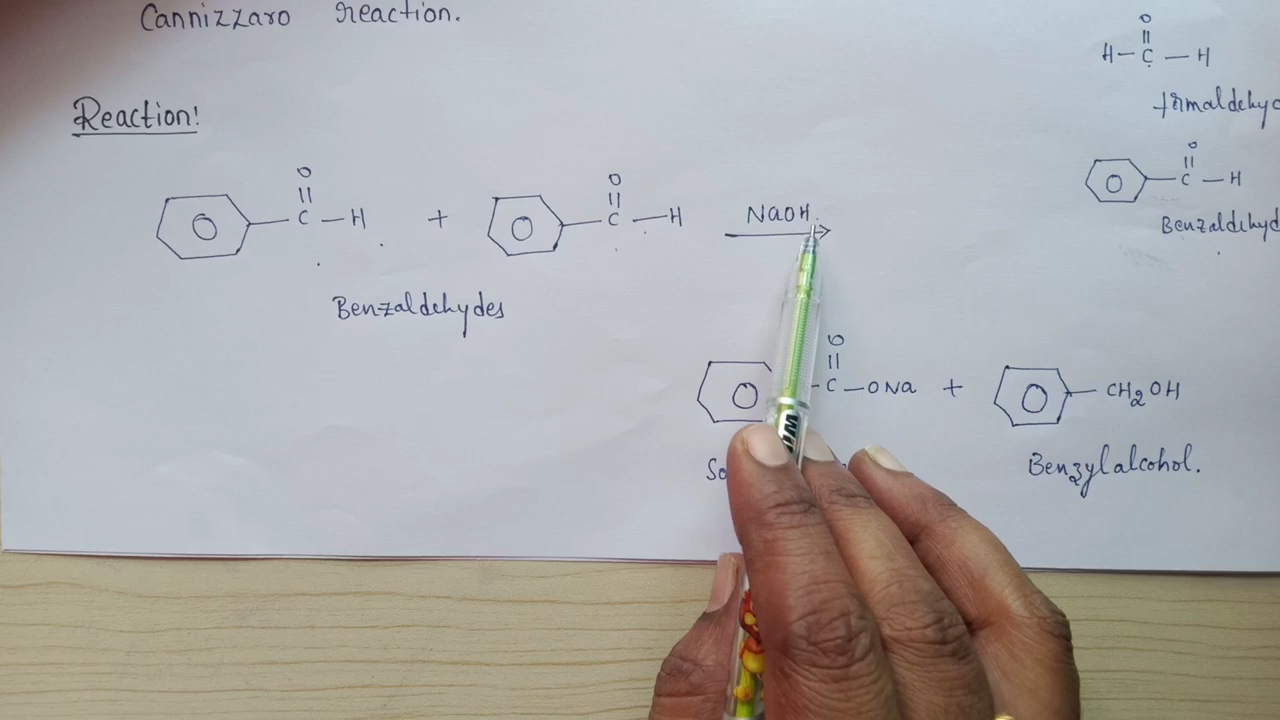 Cannizzaro reaction.
O
||
H-C-H
Reaction!
O
||
C-H
O
||
C-H
+
O
||
C-H
NaOH.
Benzaldehydes
O
||
C-ONa
+
CH2OH
Benzylalcohol.